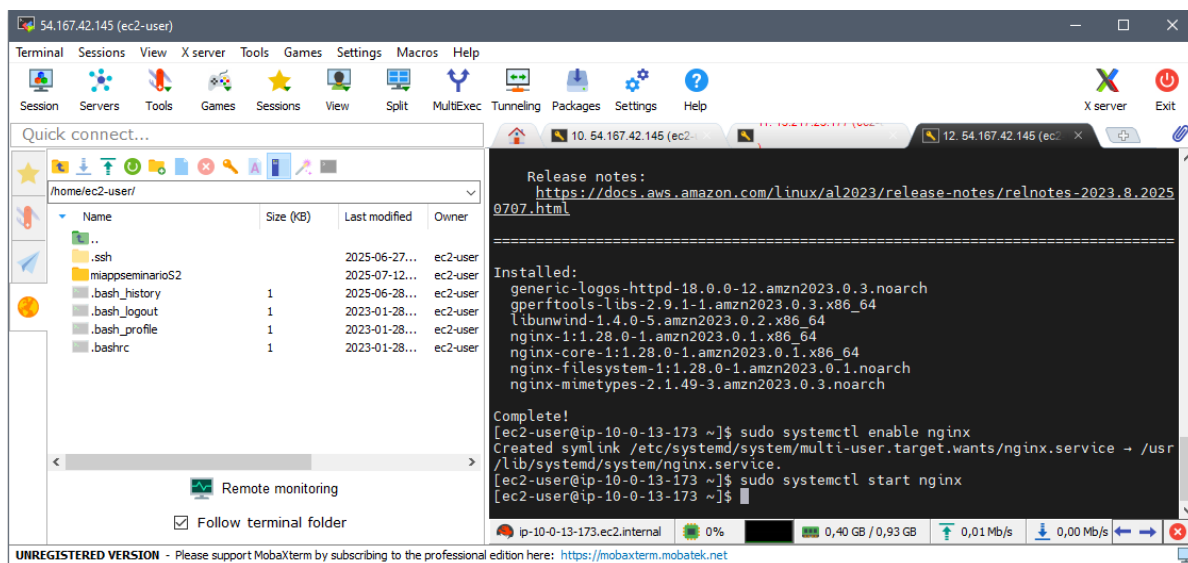 54.167.42.145 (ec2-user)
Terminal Sessions View X server Tools Games Settings Macros Help
Session Servers Tools Games Sessions View Split MultiExec Tunneling Packages Settings Help X server Exit
Quick connect...
10. 54.167.42.145 (ec2-
12. 54.167.42.145 (ec2
/home/ec2-user/
Name Size (KB) Last modified Owner
..
.ssh 2025-06-27... ec2-user
miappseminarioS2 2025-07-12... ec2-user
.bash_history 1 2025-06-28... ec2-user
.bash_logout 1 2023-01-28... ec2-user
.bash_profile 1 2023-01-28... ec2-user
.bashrc 1 2023-01-28... ec2-user
Remote monitoring
Follow terminal folder
Release notes:
https://docs.aws.amazon.com/linux/al2023/release-notes/relnotes-2023.8.2025
0707.html
================================================================================
Installed:
generic-logos-httpd-18.0.0-12.amzn2023.0.3.noarch
gperftools-libs-2.9.1-1.amzn2023.0.3.x86_64
libunwind-1.4.0-5.amzn2023.0.2.x86_64
nginx-1:1.28.0-1.amzn2023.0.1.x86_64
nginx-core-1:1.28.0-1.amzn2023.0.1.x86_64
nginx-filesystem-1:1.28.0-1.amzn2023.0.1.noarch
nginx-mimetypes-2.1.49-3.amzn2023.0.3.noarch
Complete!
[ec2-user@ip-10-0-13-173 ~]$ sudo systemctl enable nginx
Created symlink /etc/systemd/system/multi-user.target.wants/nginx.service → /usr
/lib/systemd/system/nginx.service.
[ec2-user@ip-10-0-13-173 ~]$ sudo systemctl start nginx
[ec2-user@ip-10-0-13-173 ~]$
ip-10-0-13-173.ec2.internal 0% 0,40 GB / 0,93 GB 0,01 Mb/s 0,00 Mb/s
UNREGISTERED VERSION - Please support MobaXterm by subscribing to the professional edition here: https://mobaxterm.mobatek.net